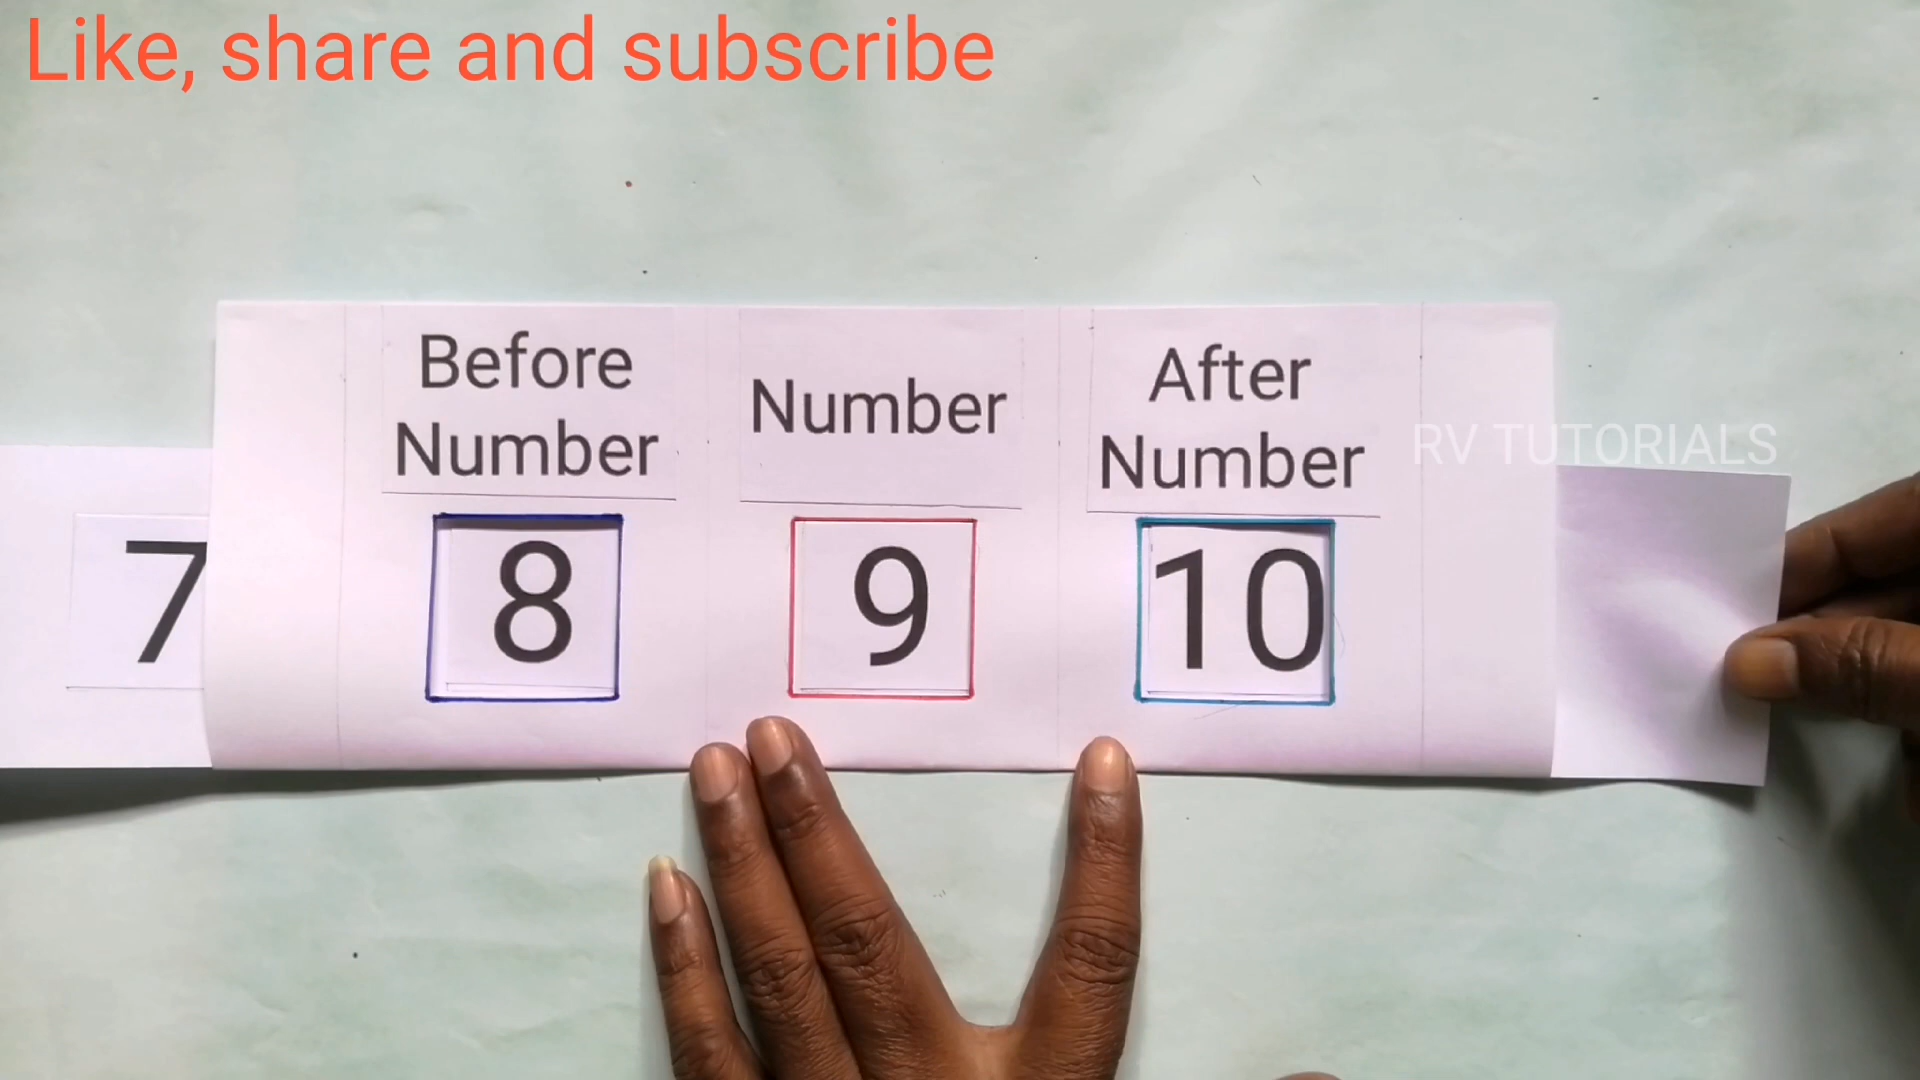 Like, share and subscribe
Before
Number
Number
After
Number
RV TUTORIALS
7
8
9
10